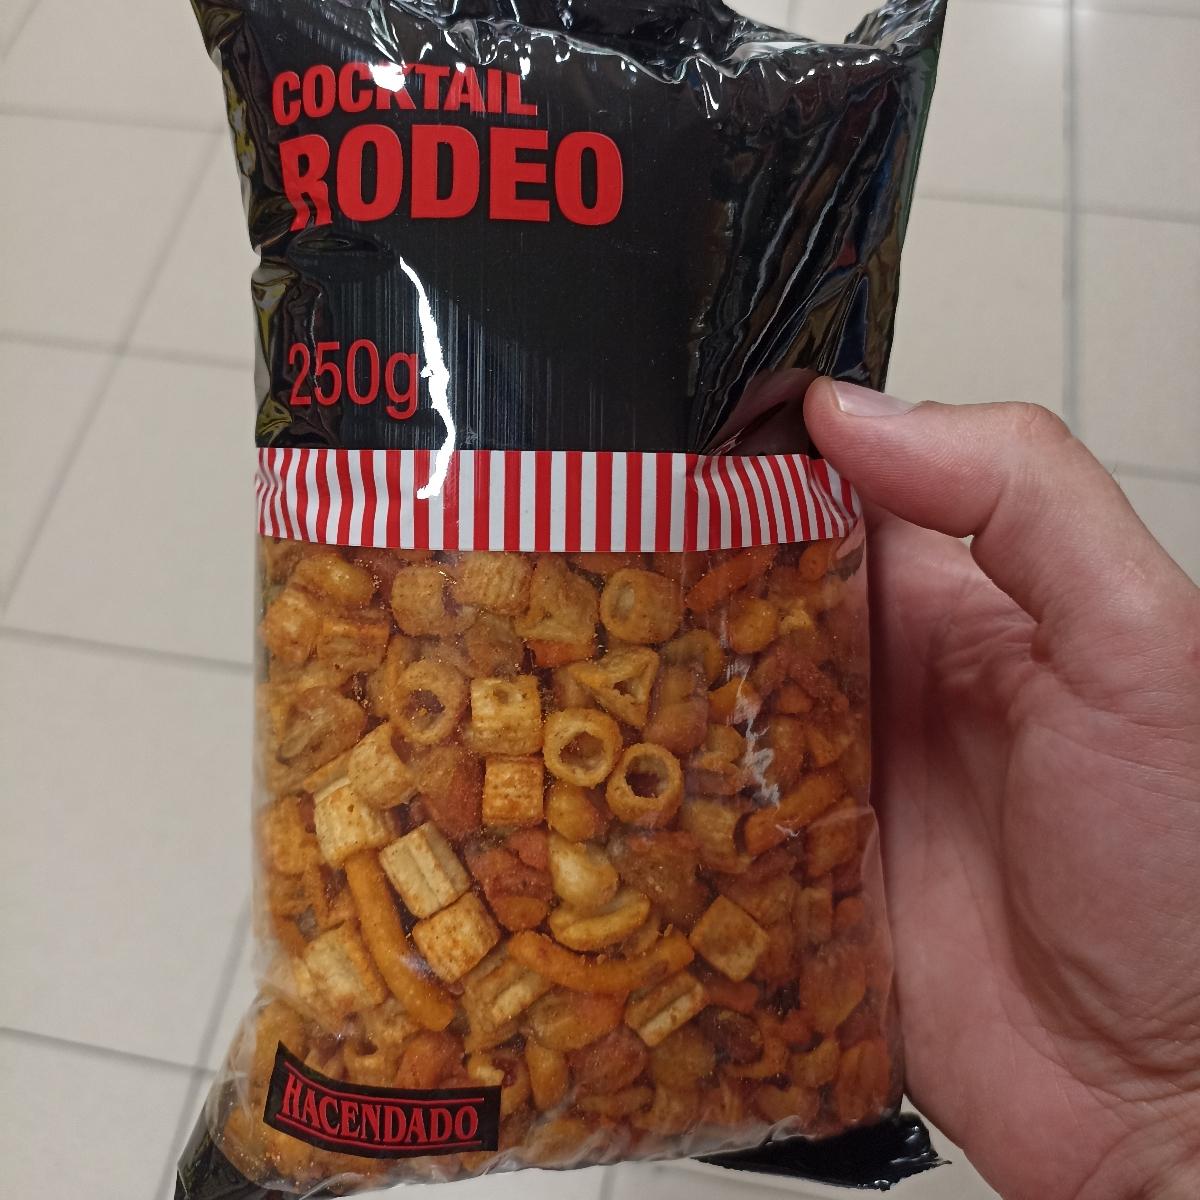 COCKTAIL
RODEO
250g
HACENDADO